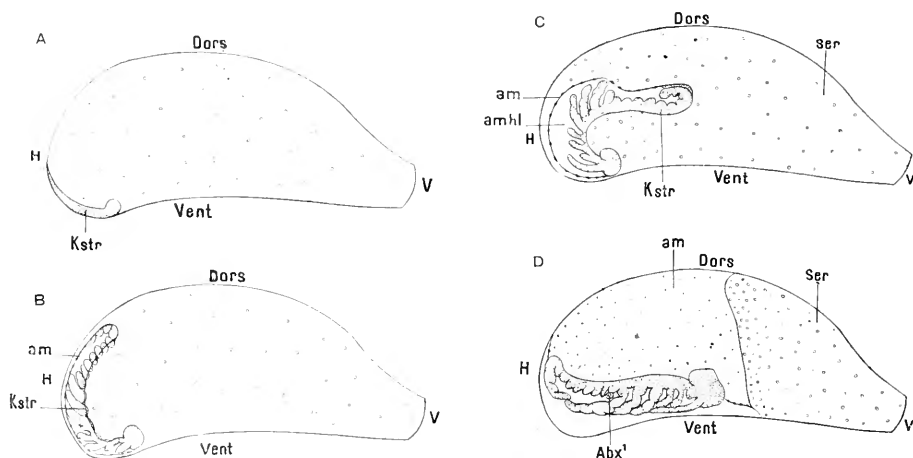 A
Dors
H
V
Kstr
Vent
B
Dors
am
H
Kstr
Vent
V
C
Dors
ser
am
amhl
H
Kstr
Vent
V
D
am
Dors
Ser
H
V
Vent
Abx¹